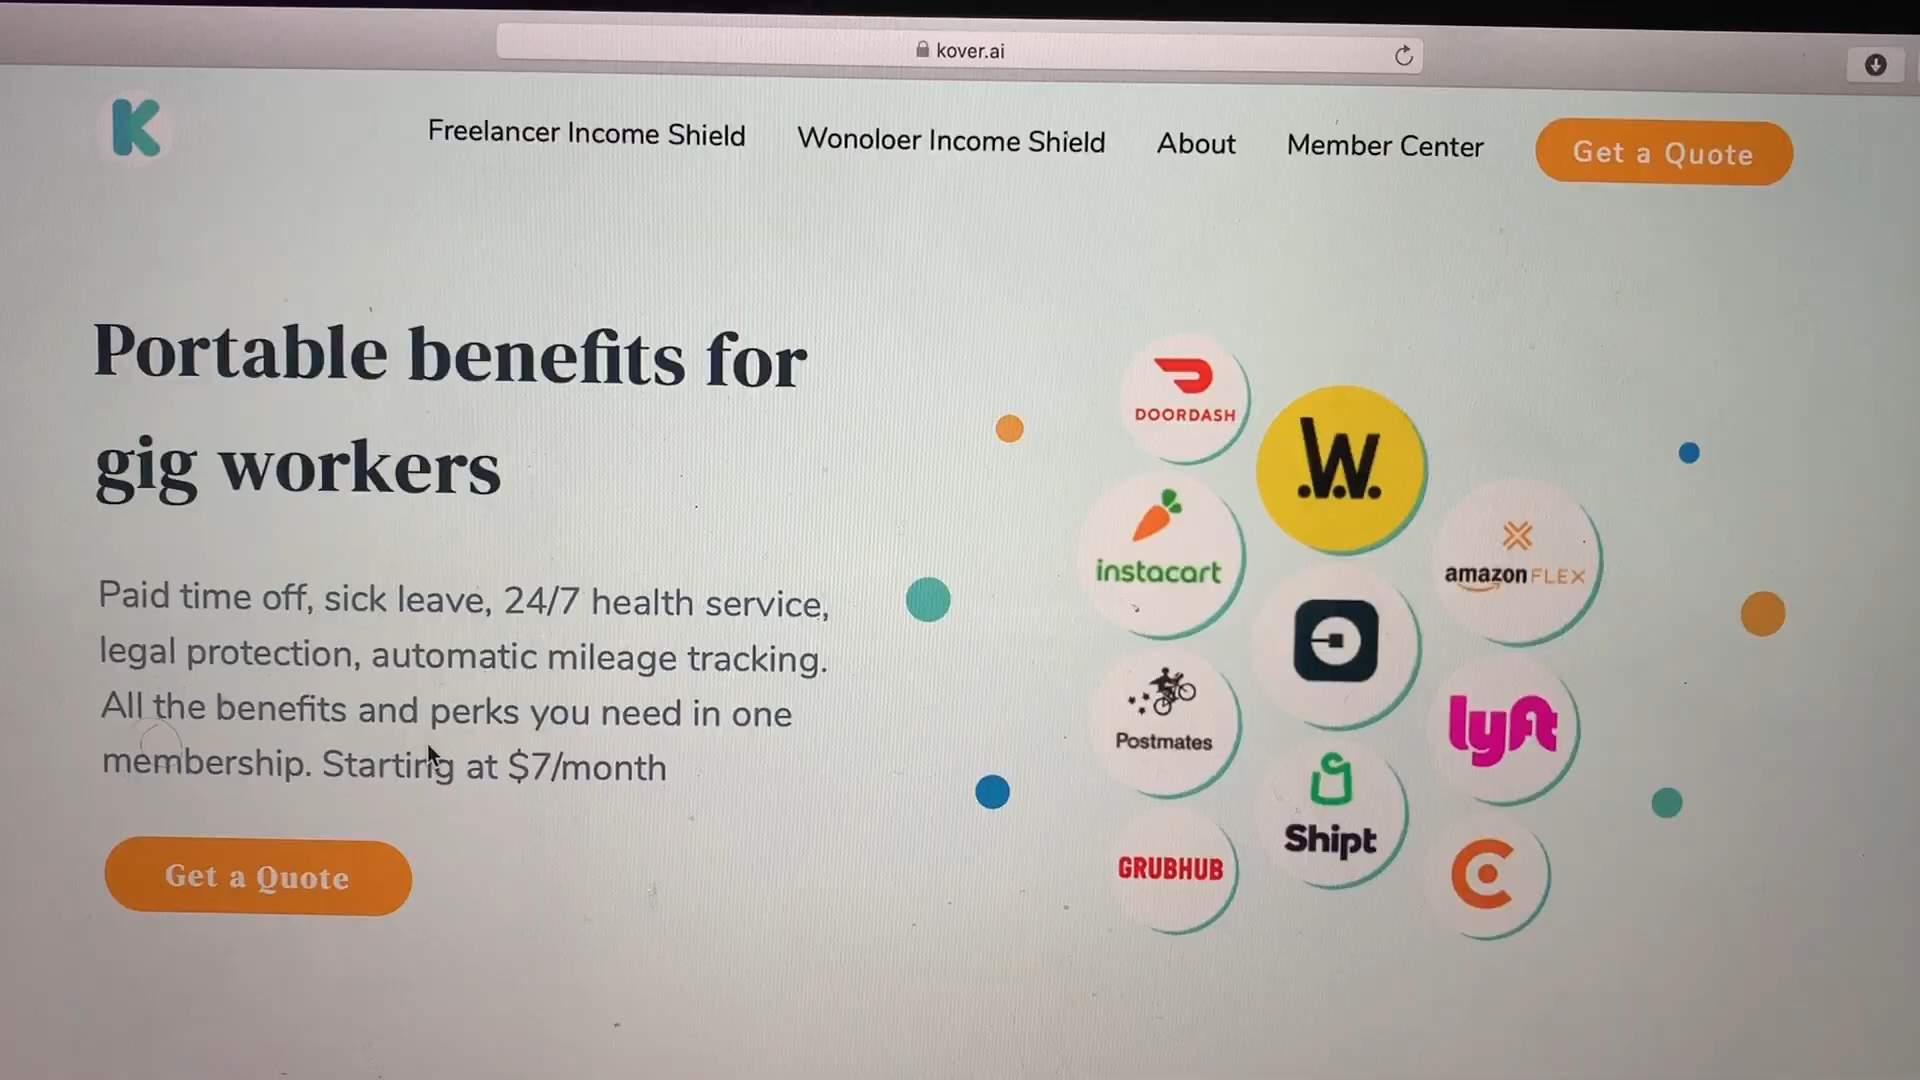 kover.ai
K
Freelancer Income Shield
Wonoloer Income Shield
About
Member Center
Get a Quote
Portable benefits for
gig workers
Paid time off, sick leave, 24/7 health service,
legal protection, automatic mileage tracking.
All the benefits and perks you need in one
membership. Starting at $7/month
Get a Quote
DOORDASH
W
instacart
amazon FLEX
Postmates
lyft
Shipt
GRUBHUB
C